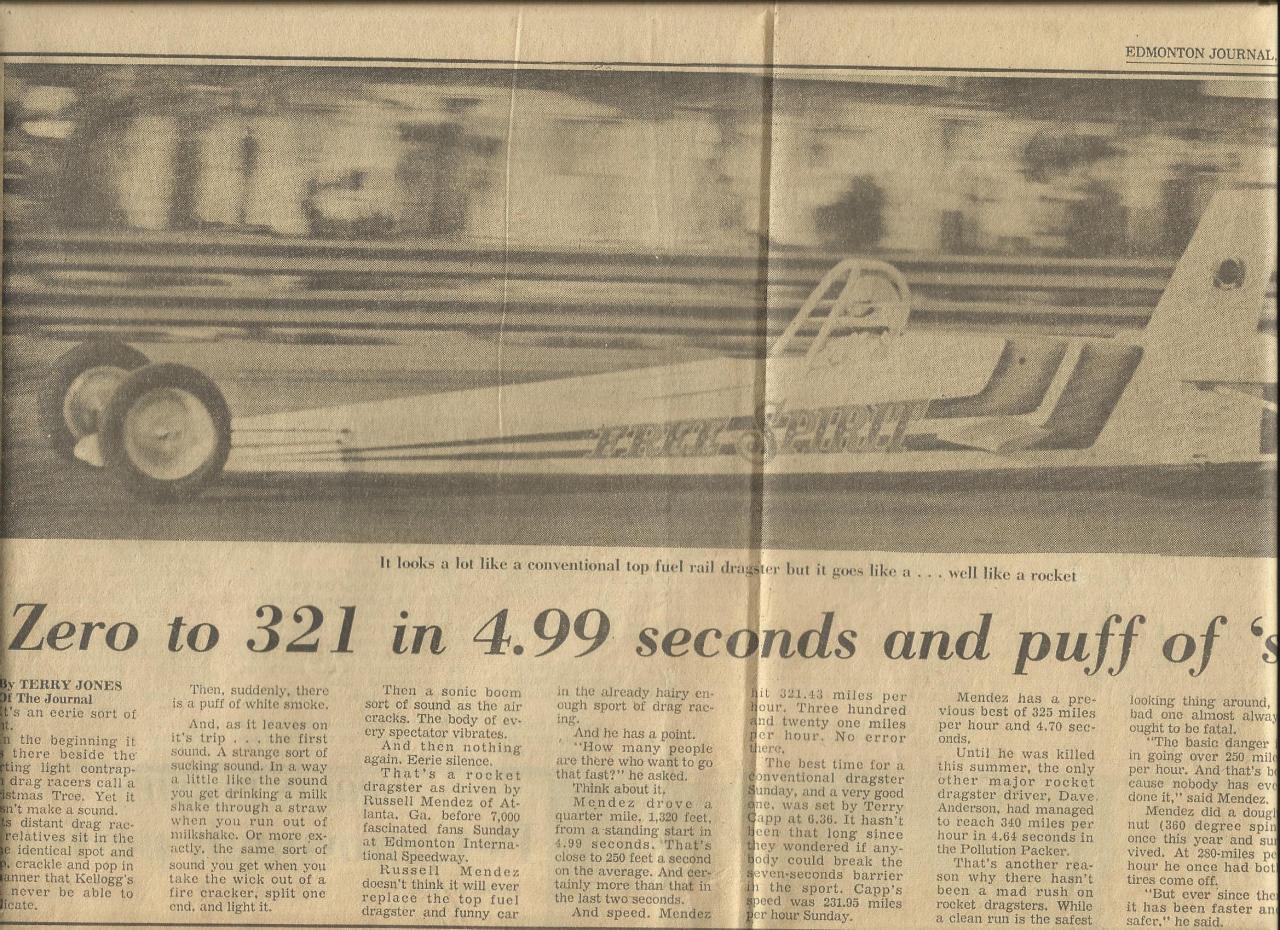 EDMONTON JOURNAL,
FREE SPIRIT
It looks a lot like a conventional top fuel rail dragster but it goes like a . . . well like a rocket
Zero to 321 in 4.99 seconds and puff of ‘s
By TERRY JONES
Of The Journal
It's an eerie sort of
n the beginning it
there beside the
rting light contrap-
drag racers call a
istmas Tree. Yet it
sn't make a sound.
ts distant drag rac-
relatives sit in the
e identical spot and
p, crackle and pop in
anner that Kellogg's
never be able to
licate.
Then, suddenly, there
is a puff of white smoke.
And, as it leaves on
it's trip . . . the first
sound. A strange sort of
sucking sound. In a way
a little like the sound
you get drinking a milk
shake through a straw
when you run out of
milkshake. Or more ex-
actly, the same sort of
sound you get when you
take the wick out of a
fire cracker, split one
end, and light it.
Then a sonic boom
sort of sound as the air
cracks. The body of ev-
ery spectator vibrates.
And then nothing
again. Eerie silence.
That's a rocket
dragster as driven by
Russell Mendez of At-
lanta, Ga. before 7,000
fascinated fans Sunday
at Edmonton Interna-
tional Speedway.
Russell Mendez
doesn't think it will ever
replace the top fuel
dragster and funny car
in the already hairy en-
ough sport of drag rac-
ing.
And he has a point.
"How many people
are there who want to go
that fast?" he asked.
Think about it.
Mendez drove a
quarter mile, 1,320 feet,
from a standing start in
4.99 seconds. That's
close to 250 feet a second
on the average. And cer-
tainly more than that in
the last two seconds.
And speed. Mendez
hit 321.43 miles per
hour. Three hundred
and twenty one miles
per hour. No error
there.
The best time for a
conventional dragster
Sunday, and a very good
one, was set by Terry
Capp at 6.36. It hasn't
been that long since
they wondered if any-
body could break the
seven-seconds barrier
in the sport. Capp's
speed was 231.95 miles
per hour Sunday.
Mendez has a pre-
vious best of 325 miles
per hour and 4.70 sec-
onds.
Until he was killed
this summer, the only
other major rocket
dragster driver, Dave
Anderson, had managed
to reach 340 miles per
hour in 4.64 seconds in
the Pollution Packer.
That's another rea-
son why there hasn't
been a mad rush on
rocket dragsters. While
a clean run is the safest
looking thing around,
bad one almost alway
ought to be fatal.
"The basic danger
in going over 250 mile
per hour. And that's be
cause nobody has eve
done it," said Mendez.
Mendez did a dough
nut (360 degree spin
once this year and sur
vived. At 280-miles pe
hour he once had bot
tires come off.
"But ever since the
it has been faster an
safer," he said.